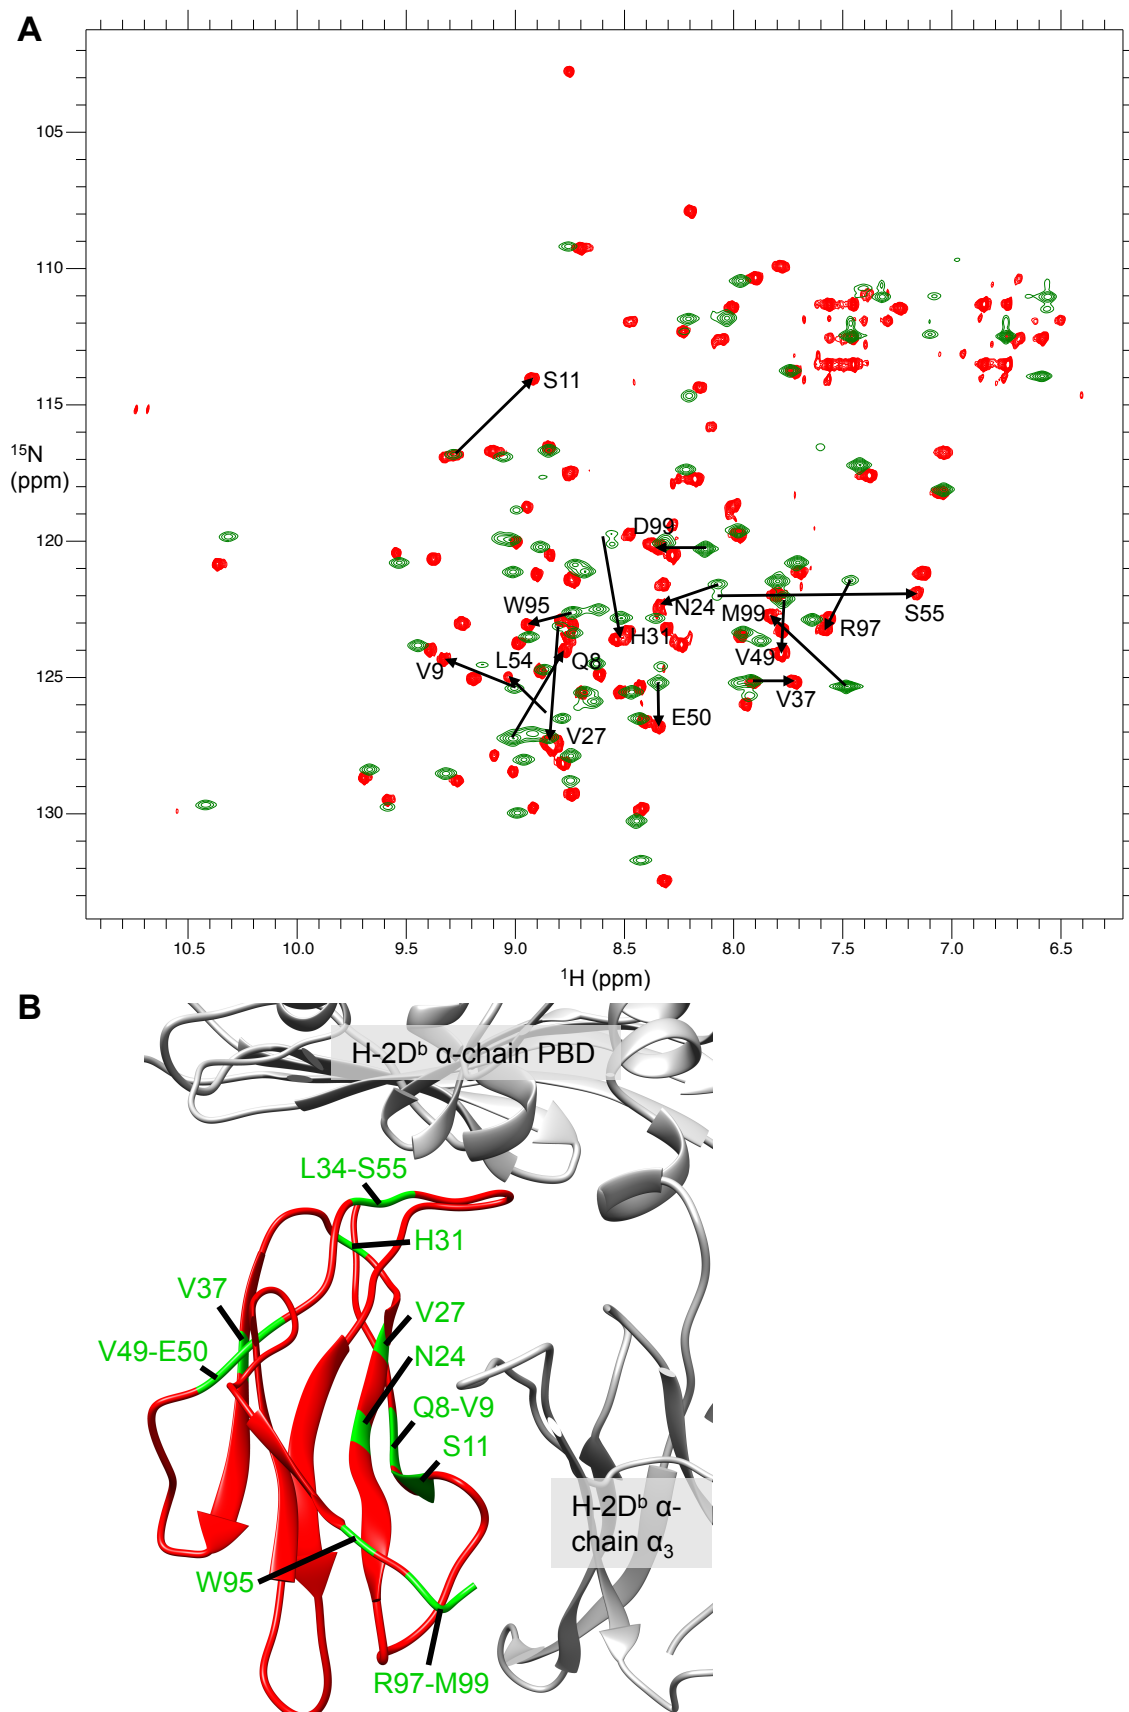 A
105
110
115
120
125
130
15N
(ppm)
S11
D99
W95
N24
M99
S55
H31
R97
V9
L54
Q8
V49
V37
E50
V27
10.5
10.0
9.5
9.0
8.5
8.0
7.5
7.0
6.5
1H (ppm)
B
H-2Db α-chain PBD
L34-S55
H31
V37
V27
V49-E50
N24
Q8-V9
S11
H-2Db α-
chain α3
W95
R97-M99